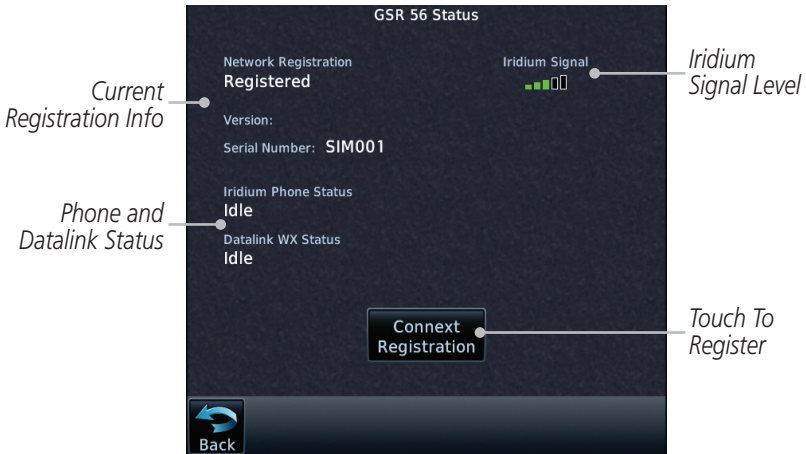 GSR 56 Status
Network Registration
Registered
Iridium Signal
Iridium
Signal Level
Current
Registration Info
Version:
Serial Number: SIM001
Iridium Phone Status
Idle
Phone and
Datalink Status
Datalink WX Status
Idle
Connext
Registration
Touch To
Register
Back